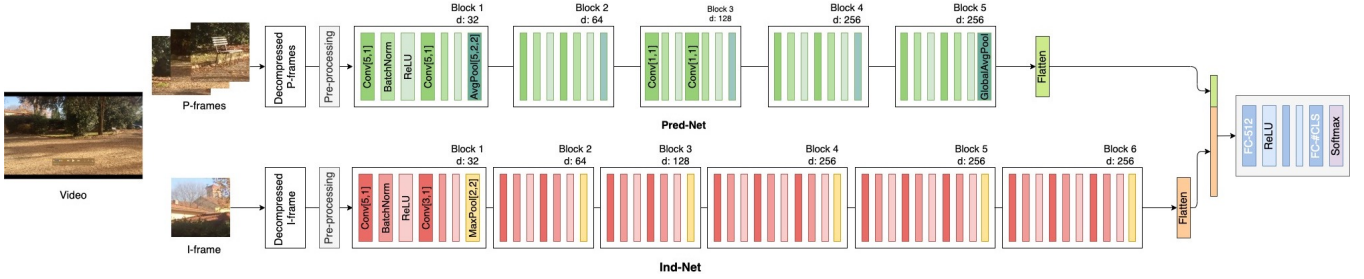 Video
P-frames
Decompressed
P-frames
Pre-processing
Block 1
d: 32
Conv[5,1]
BatchNorm
ReLU
Conv[5,1]
AvgPool[5,2,2]
Block 2
d: 64
Block 3
d: 128
Conv[1,1]
Conv[1,1]
Block 4
d: 256
Block 5
d: 256
GlobalAvgPool
Flatten
Pred-Net
I-frame
Decompressed
I-frame
Pre-processing
Block 1
d: 32
Conv[5,1]
BatchNorm
ReLU
Conv[3,1]
MaxPool[2,2]
Block 2
d: 64
Block 3
d: 128
Block 4
d: 256
Block 5
d: 256
Block 6
d: 256
Flatten
Ind-Net
FC-512
ReLU
FC-#CLS
Softmax